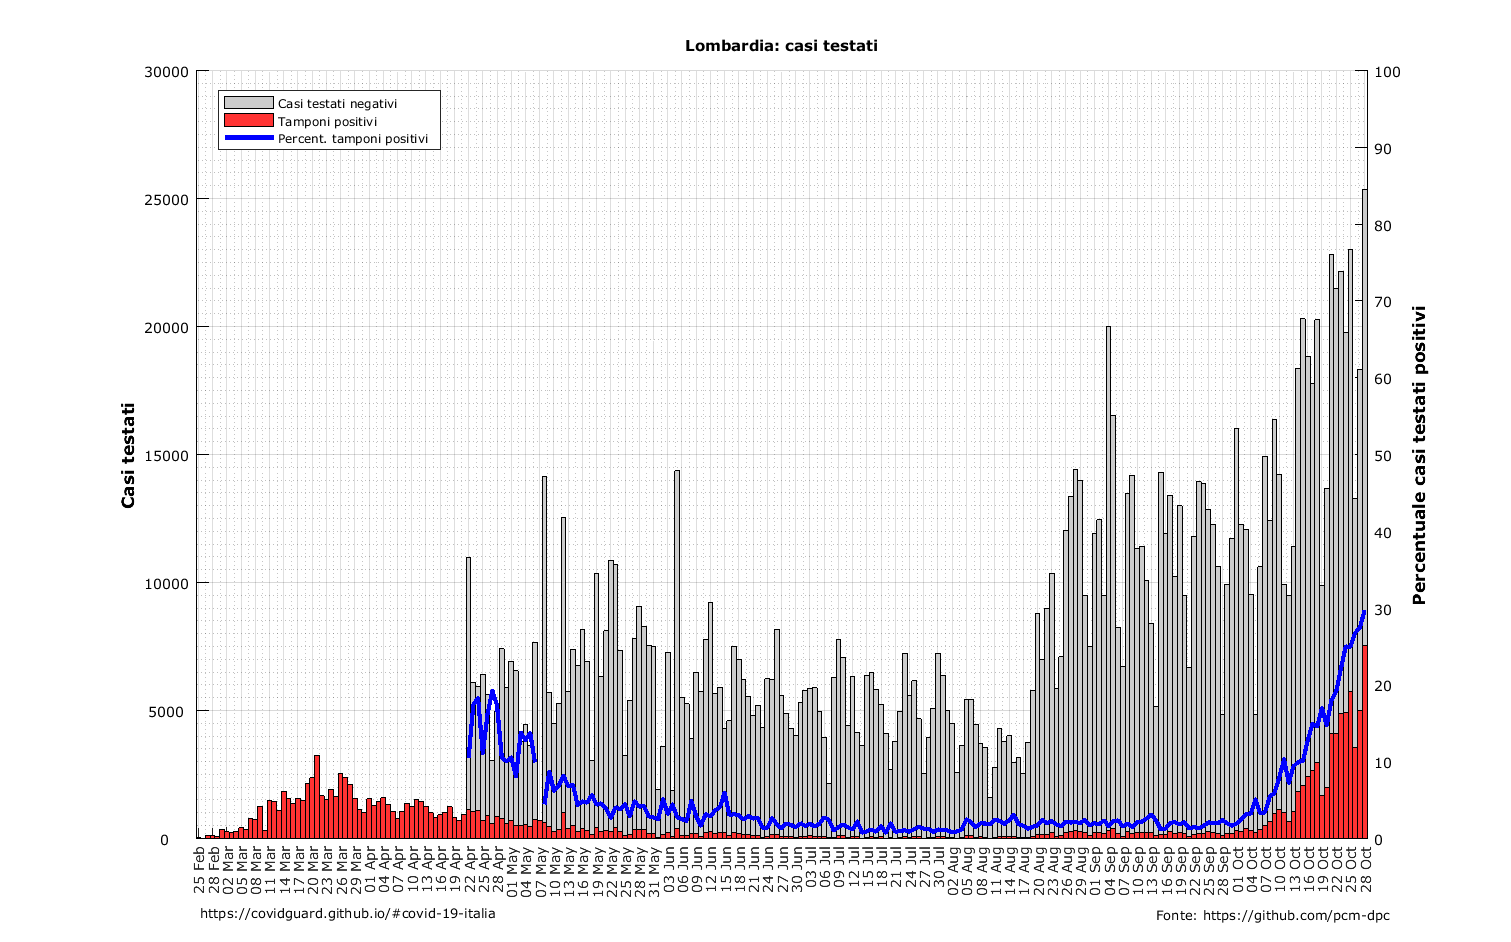 Lombardia: casi testati
30000
25000
20000
15000
10000
5000
0
Casi testati
Casi testati negativi
Tamponi positivi
Percent. tamponi positivi
100
90
80
70
60
50
40
30
20
10
0
Percentuale casi testati positivi
25 Feb
28 Feb
02 Mar
05 Mar
08 Mar
11 Mar
14 Mar
17 Mar
20 Mar
23 Mar
26 Mar
29 Mar
01 Apr
04 Apr
07 Apr
10 Apr
13 Apr
16 Apr
19 Apr
22 Apr
25 Apr
28 Apr
01 May
04 May
07 May
10 May
13 May
16 May
19 May
22 May
25 May
28 May
31 May
03 Jun
06 Jun
09 Jun
12 Jun
15 Jun
18 Jun
21 Jun
24 Jun
27 Jun
30 Jun
03 Jul
06 Jul
09 Jul
12 Jul
15 Jul
18 Jul
21 Jul
24 Jul
27 Jul
30 Jul
02 Aug
05 Aug
08 Aug
11 Aug
14 Aug
17 Aug
20 Aug
23 Aug
26 Aug
29 Aug
01 Sep
04 Sep
07 Sep
10 Sep
13 Sep
16 Sep
19 Sep
22 Sep
25 Sep
28 Sep
01 Oct
04 Oct
07 Oct
10 Oct
13 Oct
16 Oct
19 Oct
22 Oct
25 Oct
28 Oct
https://covidguard.github.io/#covid-19-italia
Fonte: https://github.com/pcm-dpc